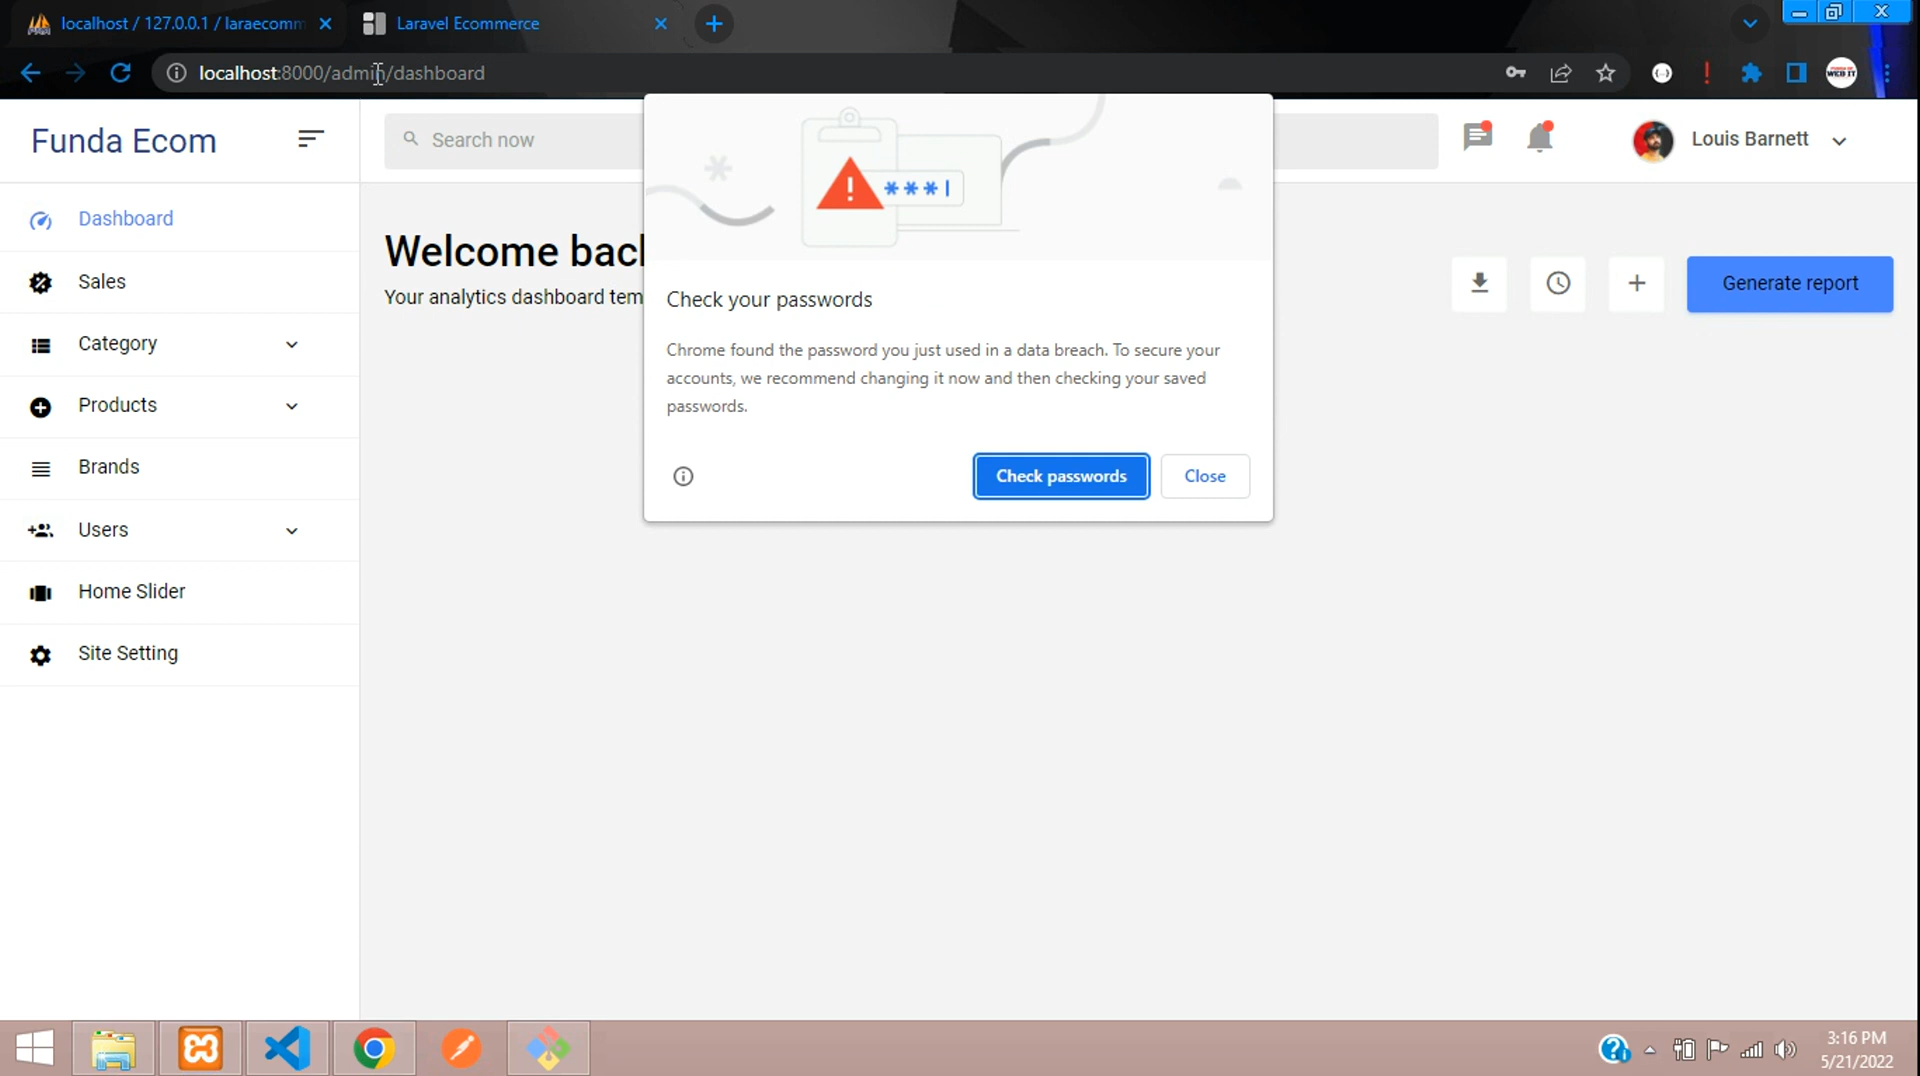 localhost / 127.0.0.1 / laraecomm
Laravel Ecommerce
localhost:8000/admin/dashboard
WEB IT
Funda Ecom
Search now
Louis Barnett
Dashboard
Sales
Category
Products
Brands
Users
Home Slider
Site Setting
Welcome back
Your analytics dashboard tem
Generate report
***|
Check your passwords
Chrome found the password you just used in a data breach. To secure your
accounts, we recommend changing it now and then checking your saved
passwords.
Check passwords
Close
3:16 PM
5/21/2022